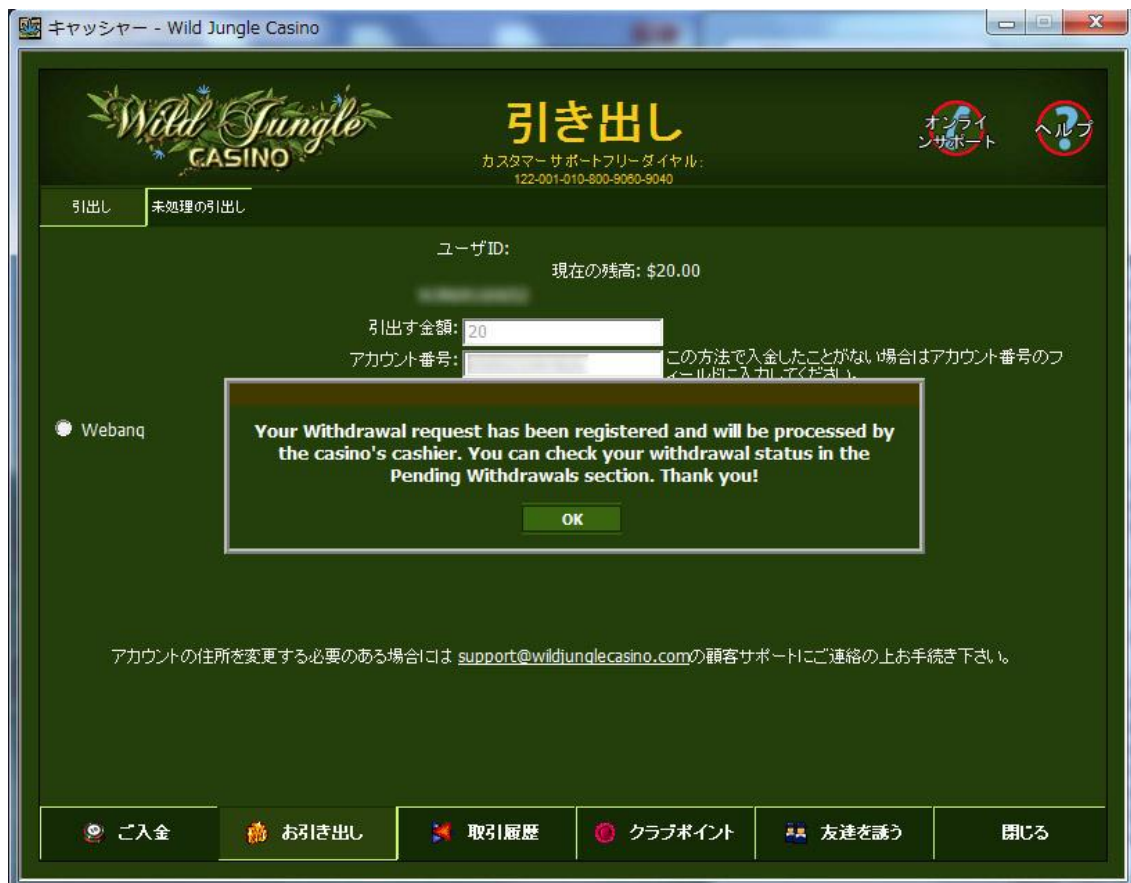 キャッシャー - Wild Jungle Casino
Wild Jungle
CASINO
引き出し
カスタマーサポートフリーダイヤル:
122-001-010-800-9060-9040
オンライ
ンサポート
ヘルプ
引出し
未処理の引出し
ユーザID:
現在の残高: $20.00
引出す金額: 20
アカウント番号:
この方法で入金したことがない場合はアカウント番号のフ
ィールドに入力してください。
Webanq
Your Withdrawal request has been registered and will be processed by
the casino's cashier. You can check your withdrawal status in the
Pending Withdrawals section. Thank you!
OK
アカウントの住所を変更する必要のある場合には support@wildjunglecasino.comの顧客サポートにご連絡の上お手続き下さい。
ご入金
お引き出し
取引履歴
クラブポイント
友達を誘う
閉じる